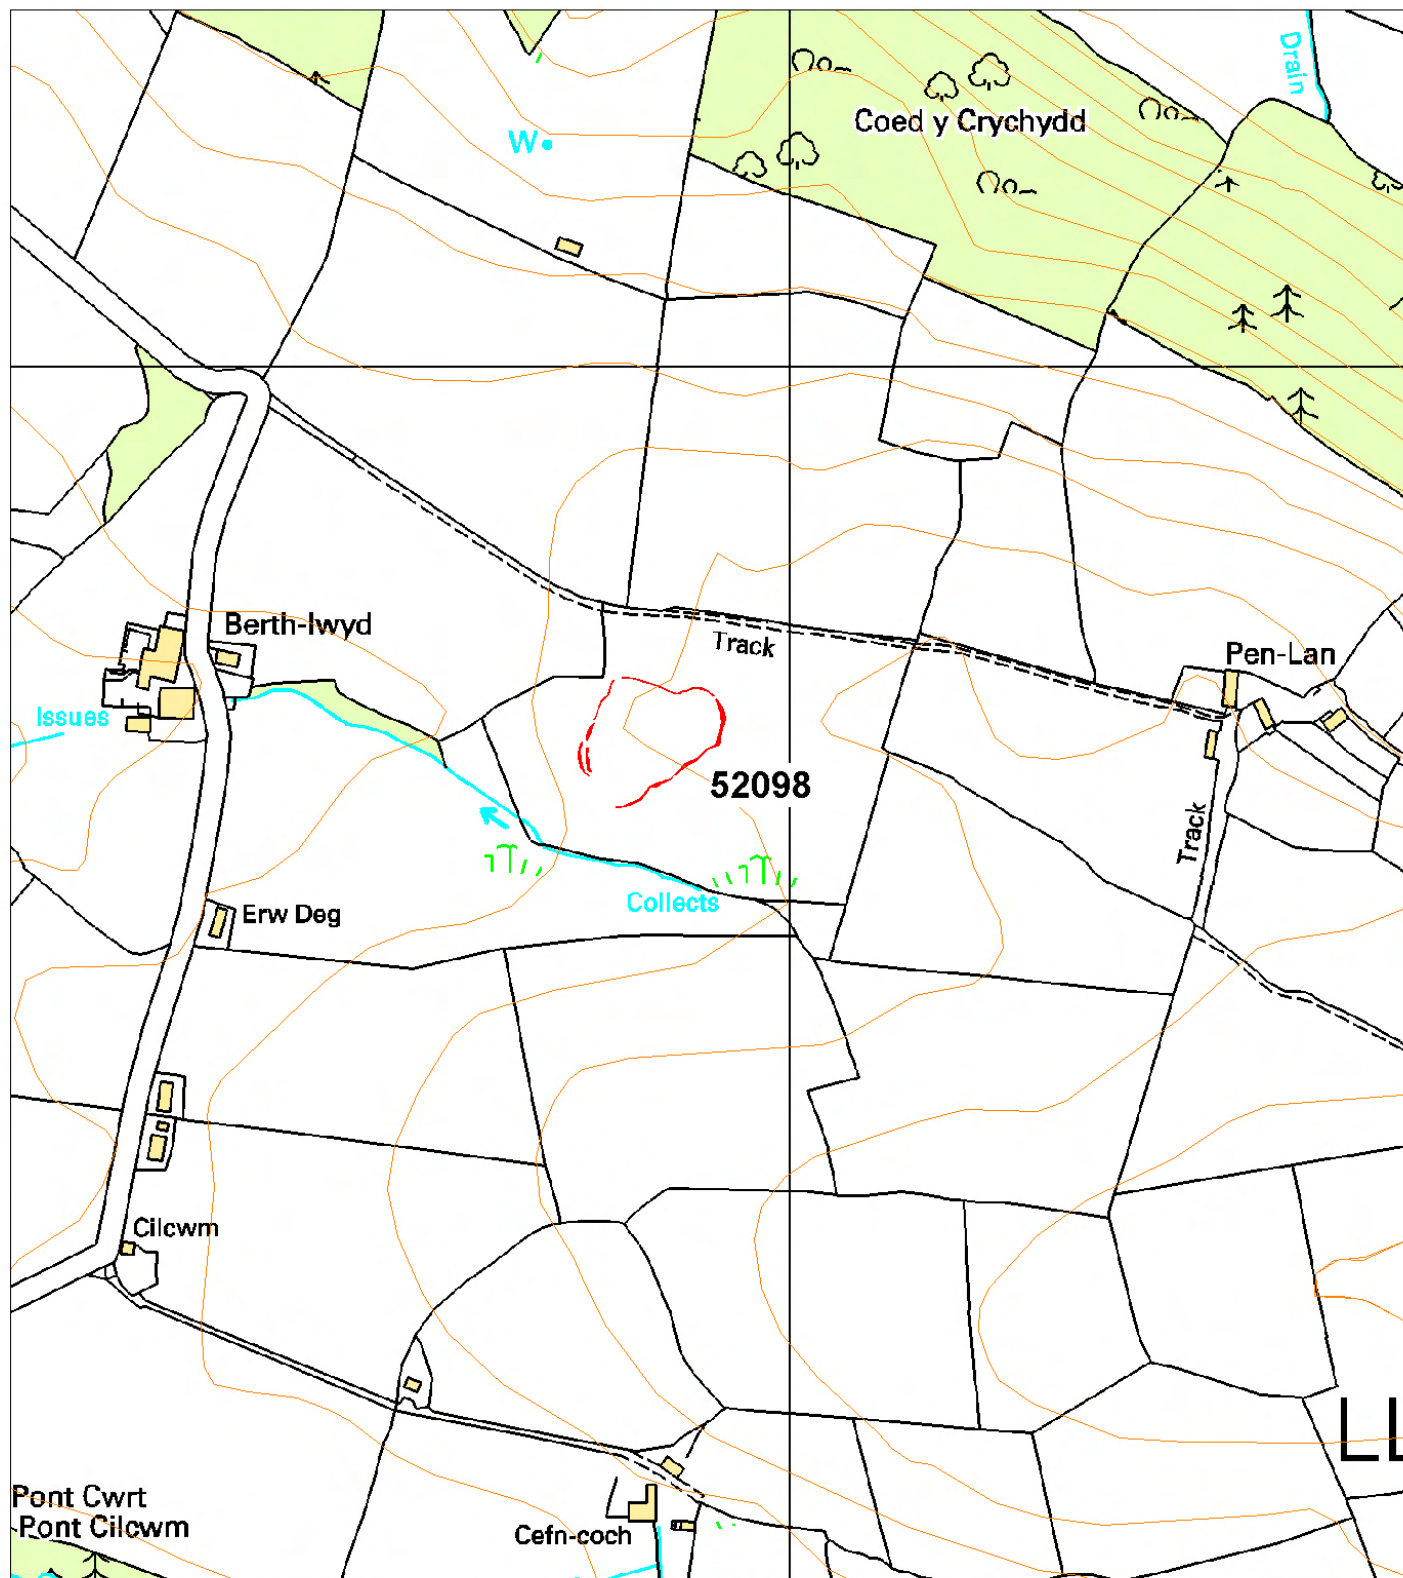 Drain
Coed y Crychydd
W
Berth-lwyd
Track
Pen-Lan
Issues
52098
Track
Collects
Erw Deg
Cilcwm
LL
Pont Cwrt
Pont Cilcwm
Cefn-coch